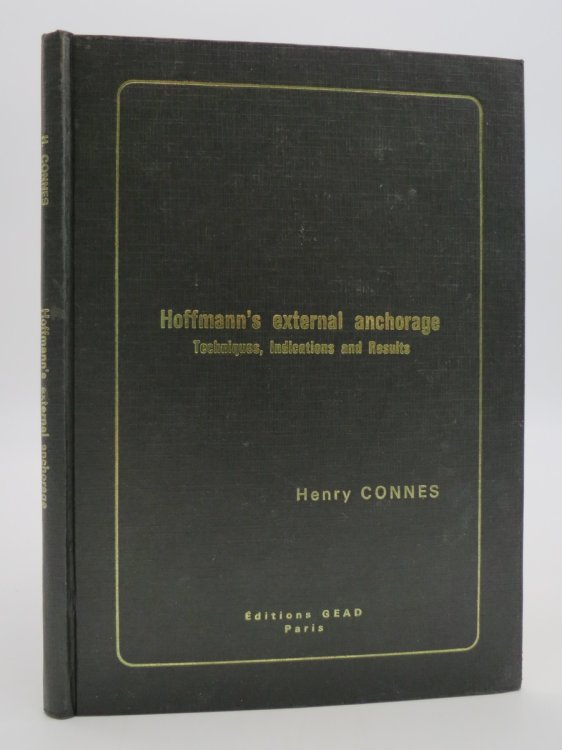 H. CONNES
Hoffmann's external anchorage
Hoffmann's external anchorage
Techniques, Indications and Results
Henry CONNES
Éditions GEAD
Paris